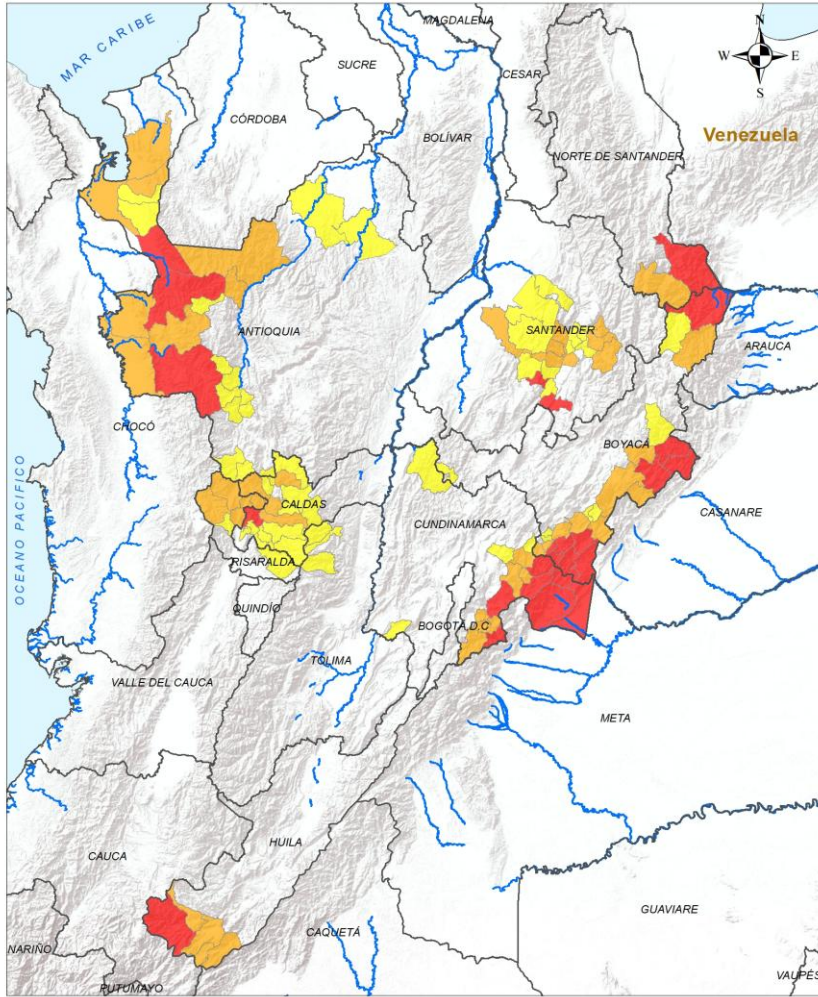 MAGDALENA
MAR CARIBE
SUCRE
CESAR
N
W
E
S
CÓRDOBA
BOLÍVAR
Venezuela
NORTE DE SANTANDER
ANTIOQUIA
SANTANDER
ARAUCA
CHOCÓ
BOYACÁ
CALDAS
CASANARE
CUNDINAMARCA
OCEANO PACIFICO
RISARALDA
QUINDÍO
BOGOTÁ, D.C
TOLIMA
VALLE DEL CAUCA
META
HUILA
CAUCA
GUAVIARE
CAQUETÁ
NARIÑO
VAUPÉS
PUTUMAYO